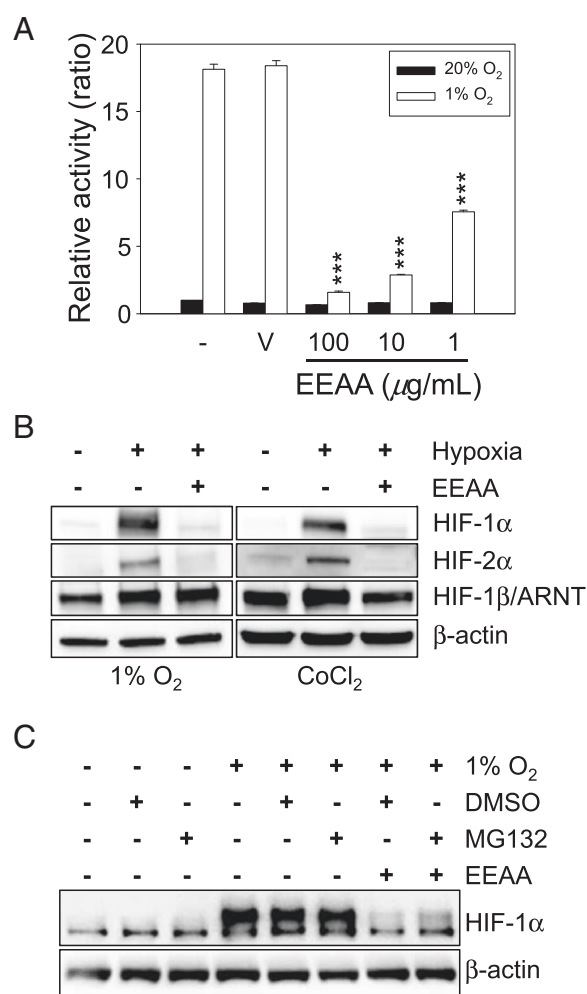 A
Relative activity (ratio)
20
15
10
5
0
20% O₂
1% O₂
***
***
***
- V 100 10 1
EEAA (μg/mL)
B
- + + - + + Hypoxia
- - + - - + EEAA
HIF-1α
HIF-2α
HIF-1β/ARNT
β-actin
1% O₂ CoCl₂
C
- - - + + + + + 1% O₂
- + - - + - + - DMSO
- - + - - + - + MG132
- - - - - - + + EEAA
HIF-1α
β-actin